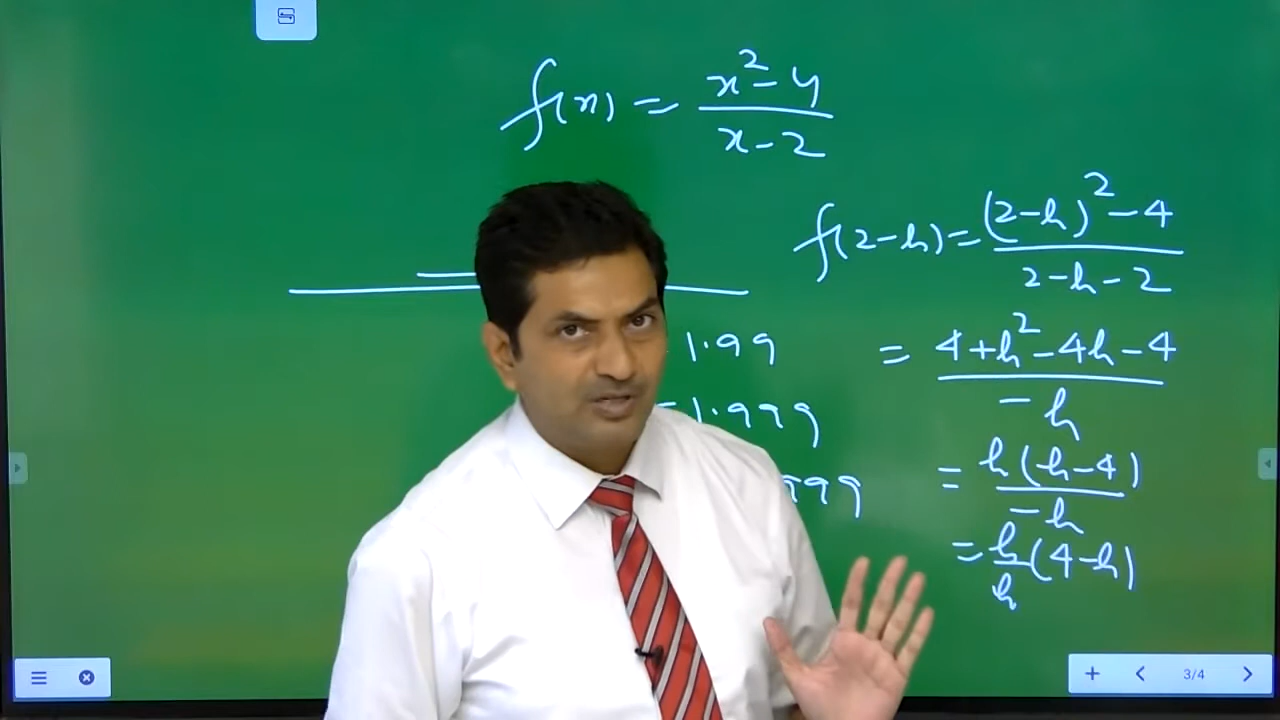 f(x) = x²-4 / x-2
f(2-h) = (2-h)²-4 / 2-h-2
= 4+h²-4h-4 / -h
= h(h-4) / -h
= h/h (4-h)
1.99
= 1.999
999
3/4